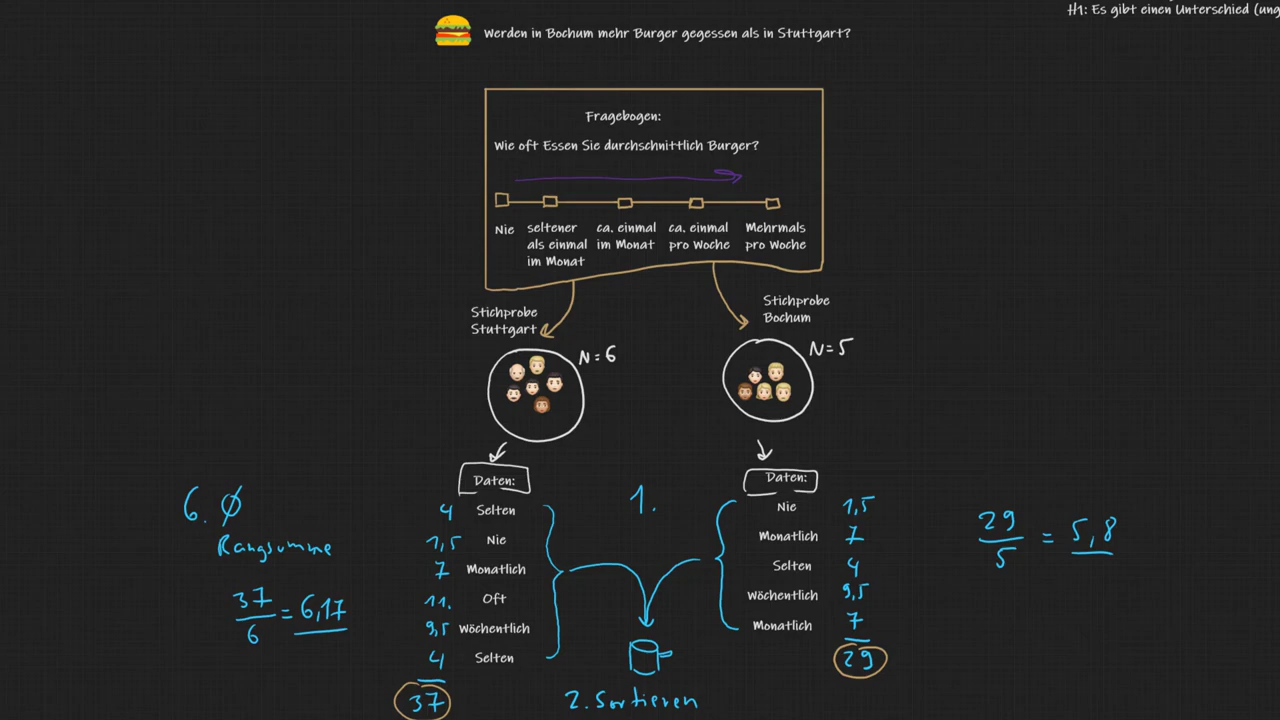 H1: Es gibt einen Unterschied (ung
Werden in Bochum mehr Burger gegessen als in Stuttgart?
Fragebogen:
Wie oft Essen Sie durchschnittlich Burger?
Nie
seltener
als einmal
im Monat
ca. einmal
im Monat
ca. einmal
pro Woche
Mehrmals
pro Woche
Stichprobe
Stuttgart
N=6
Stichprobe
Bochum
N=5
6. Ø
Rangsumme
37/6 = 6,17
Daten:
4 Selten
1,5 Nie
7 Monatlich
11. Oft
9,5 Wöchentlich
4 Selten
37
1.
2. Sortieren
Daten:
Nie 1,5
Monatlich 7
Selten 4
Wöchentlich 9,5
Monatlich 7
29
29/5 = 5,8